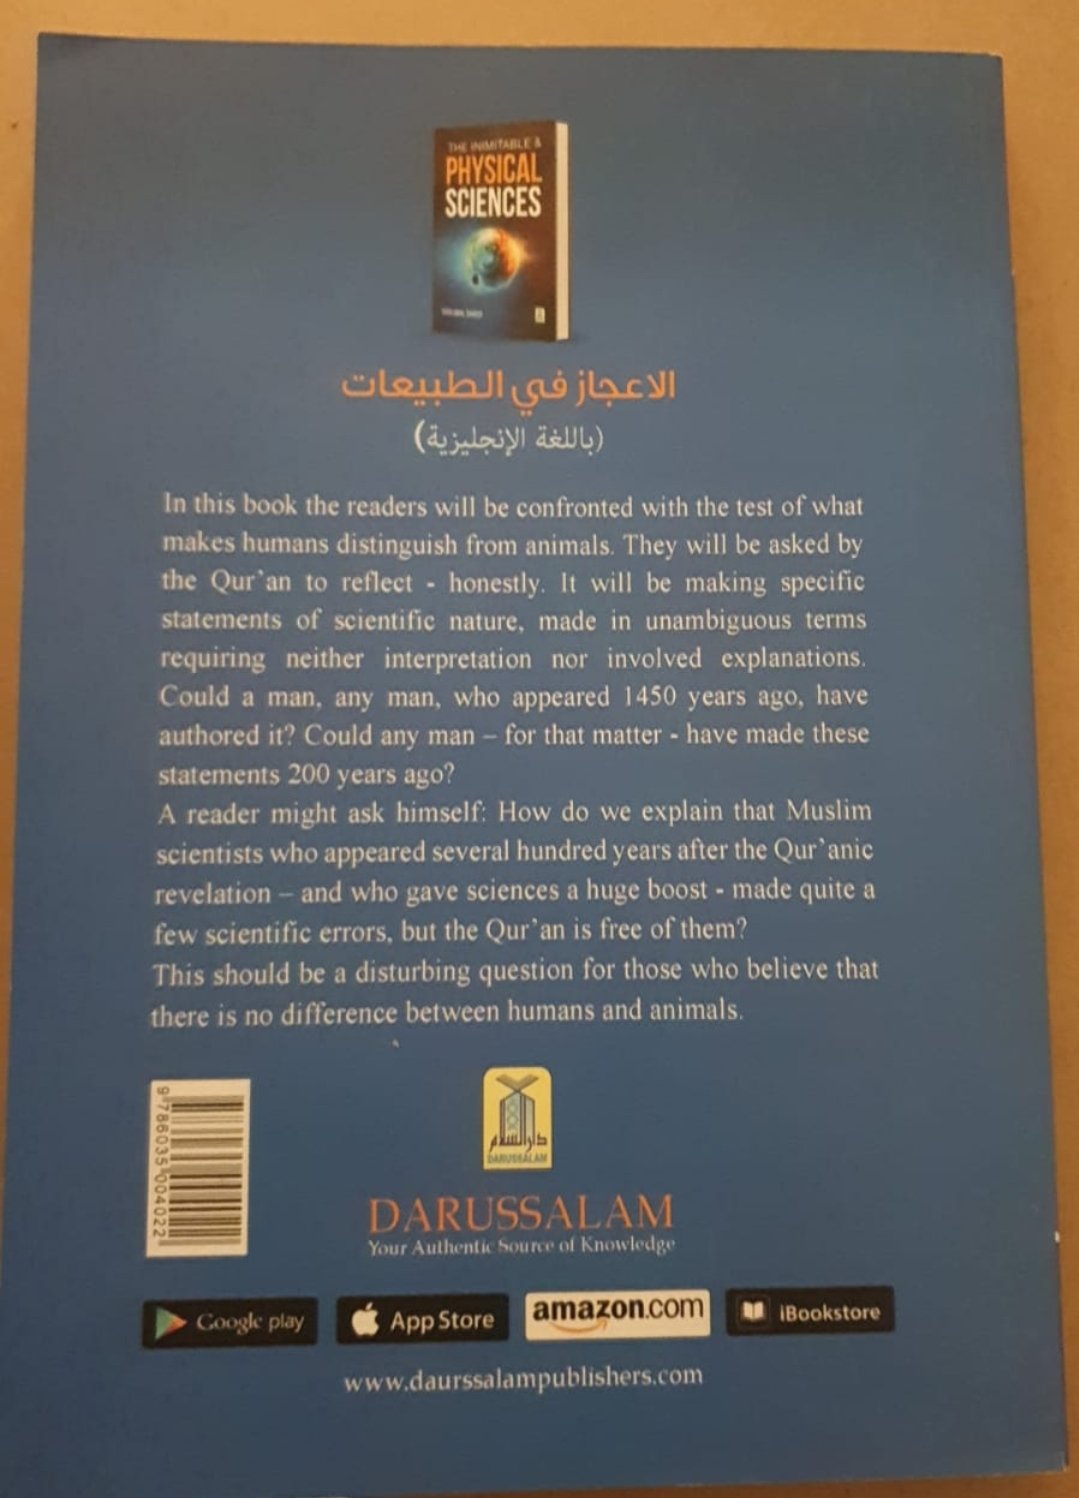 THE INIMITABLE &
PHYSICAL
SCIENCES
الاعجاز في الطبيعات
(باللغة الإنجليزية)
In this book the readers will be confronted with the test of what
makes humans distinguish from animals. They will be asked by
the Qur'an to reflect - honestly. It will be making specific
statements of scientific nature, made in unambiguous terms
requiring neither interpretation nor involved explanations.
Could a man, any man, who appeared 1450 years ago, have
authored it? Could any man – for that matter - have made these
statements 200 years ago?
A reader might ask himself: How do we explain that Muslim
scientists who appeared several hundred years after the Qur'anic
revelation – and who gave sciences a huge boost - made quite a
few scientific errors, but the Qur'an is free of them?
This should be a disturbing question for those who believe that
there is no difference between humans and animals.
9 786035 004022
دارالسلام
DARUSSALAM
DARUSSALAM
Your Authentic Source of Knowledge
Google play
App Store
amazon.com
iBookstore
www.daurssalampublishers.com